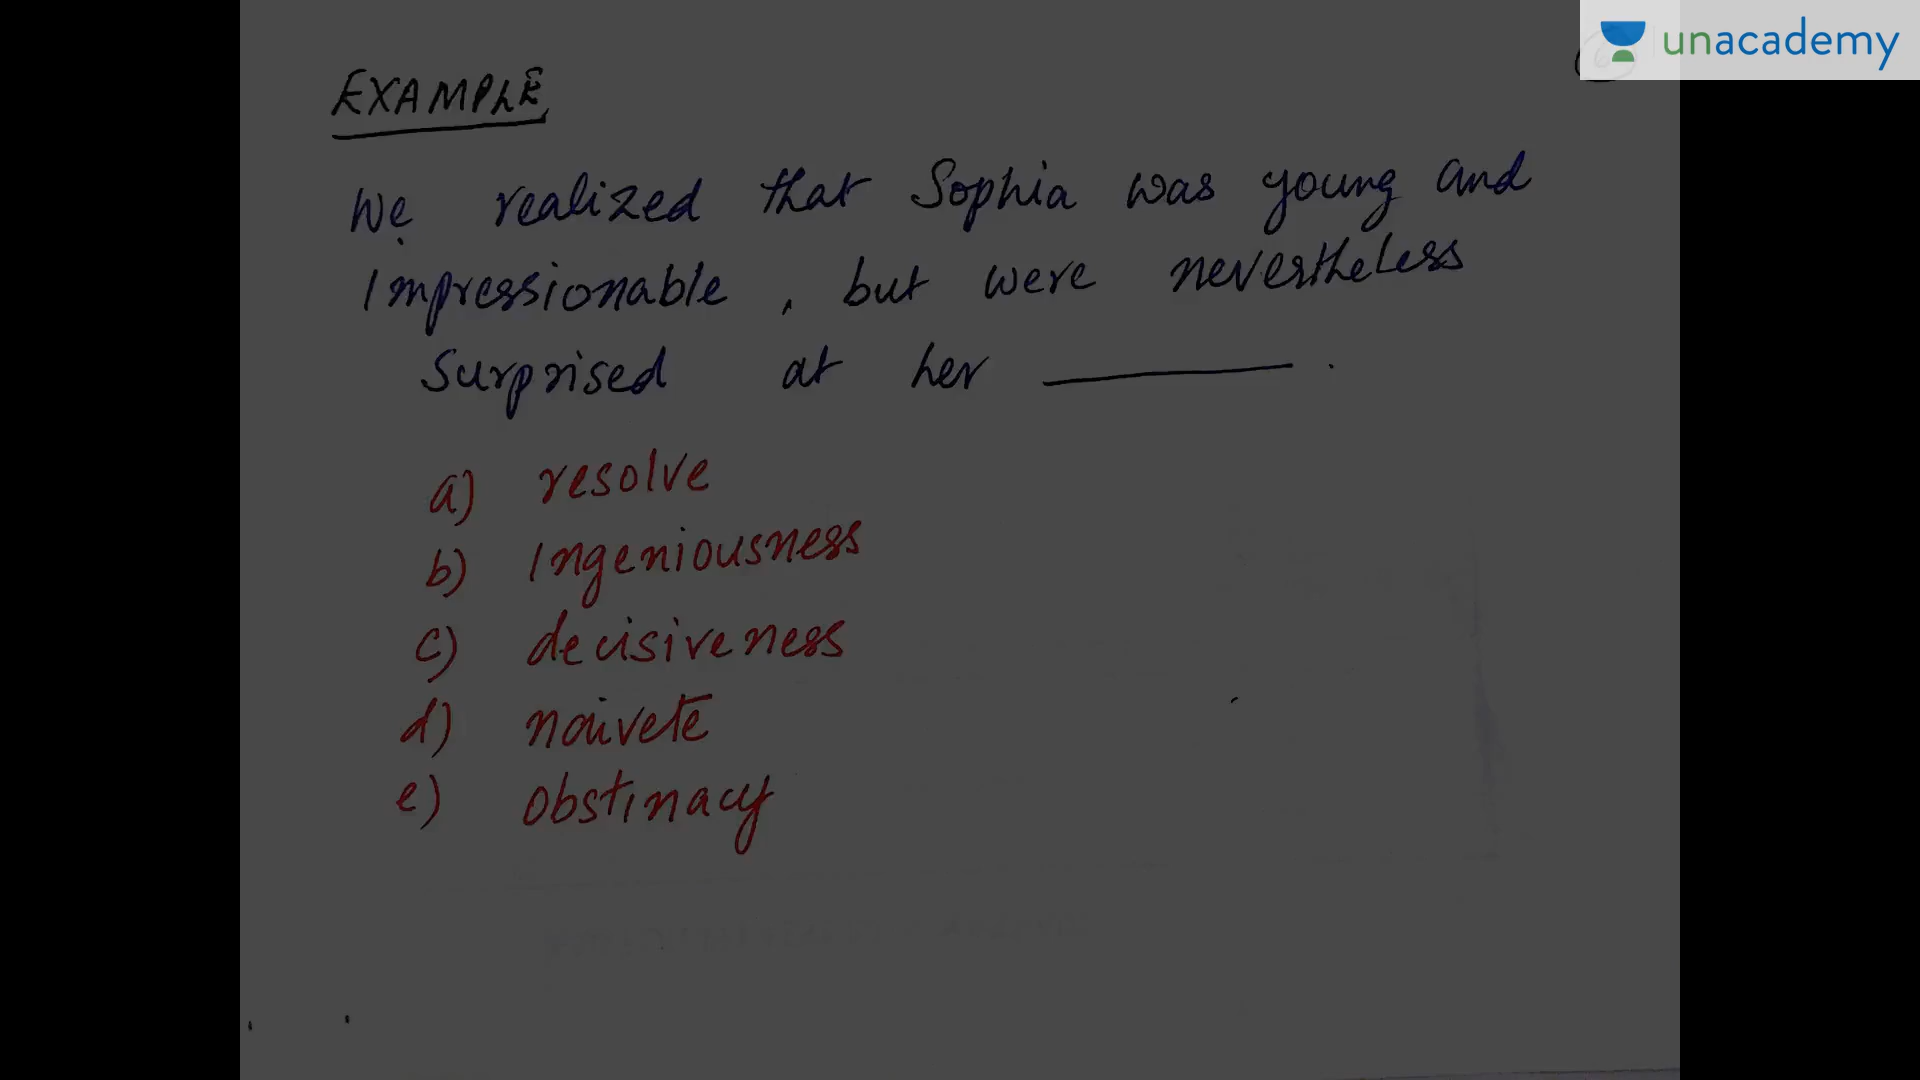 unacademy
EXAMPLE
We realized that Sophia was young and
Impressionable, but were nevertheless
Surprised at her ______.
a) resolve
b) Ingeniousness
c) decisiveness
d) naivete
e) obstinacy